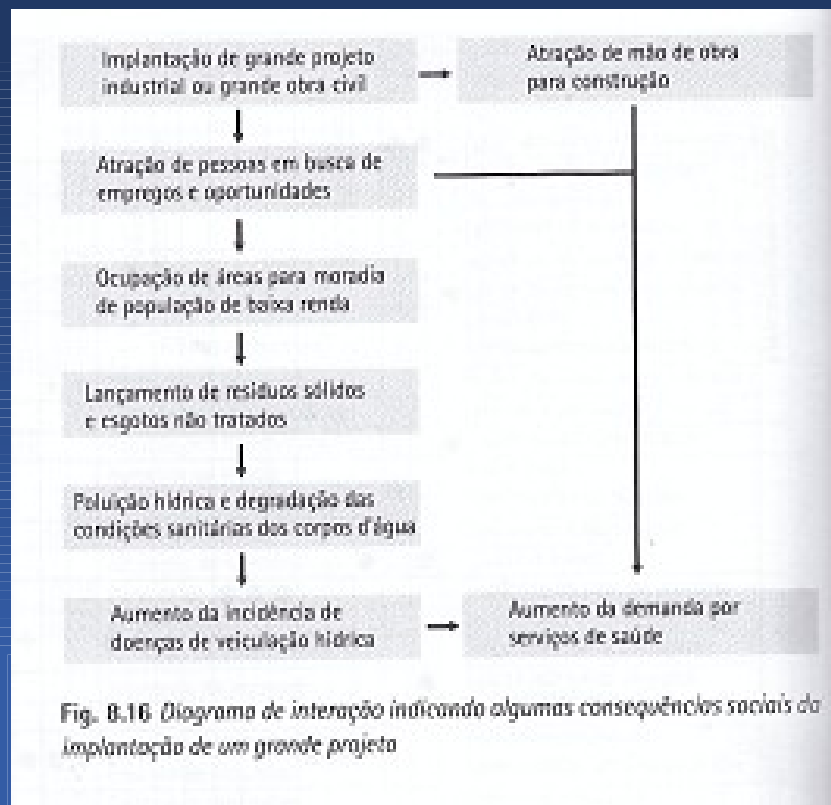 Implantação de grande projeto
industrial ou grande obra civil
Atração de mão de obra
para construção
Atração de pessoas em busca de
empregos e oportunidades
Ocupação de áreas para moradia
de população de baixa renda
Lançamento de resíduos sólidos
e esgotos não tratados
Poluição hídrica e degradação das
condições sanitárias dos corpos d'água
Aumento da incidência de
doenças de veiculação hídrica
Aumento da demanda por
serviços de saúde
Fig. 8.16 Diagrama de interação indicando algumas consequências sociais da
implantação de um grande projeto